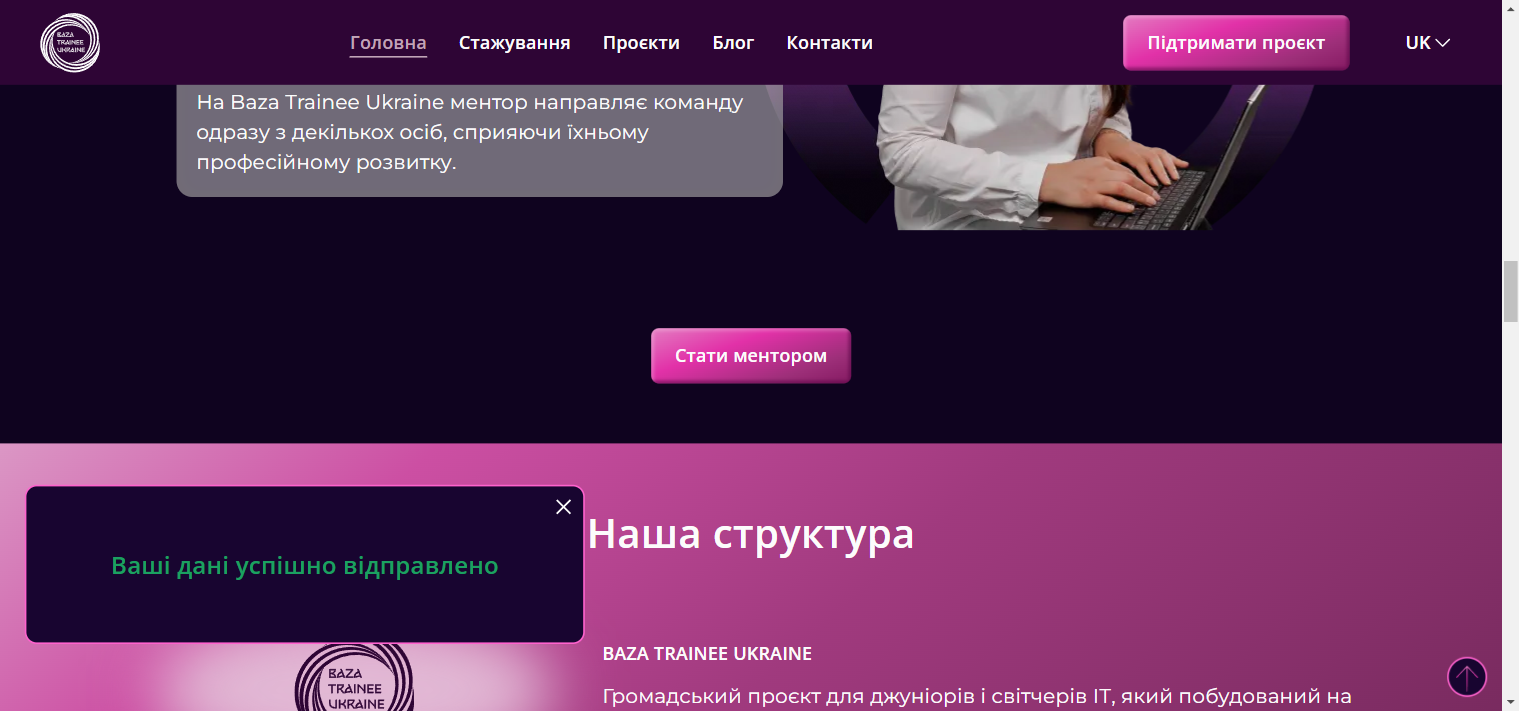 BAZA
TRAINEE
UKRAINE
Головна
Стажування
Проєкти
Блог
Контакти
Підтримати проєкт
UK
На Baza Trainee Ukraine ментор направляє команду
одразу з декількох осіб, сприяючи їхньому
професійному розвитку.
Стати ментором
Наша структура
Ваші дані успішно відправлено
BAZA
TRAINEE
UKRAINE
BAZA TRAINEE UKRAINE
Громадський проєкт для джуніорів і світчерів ІТ, який побудований на